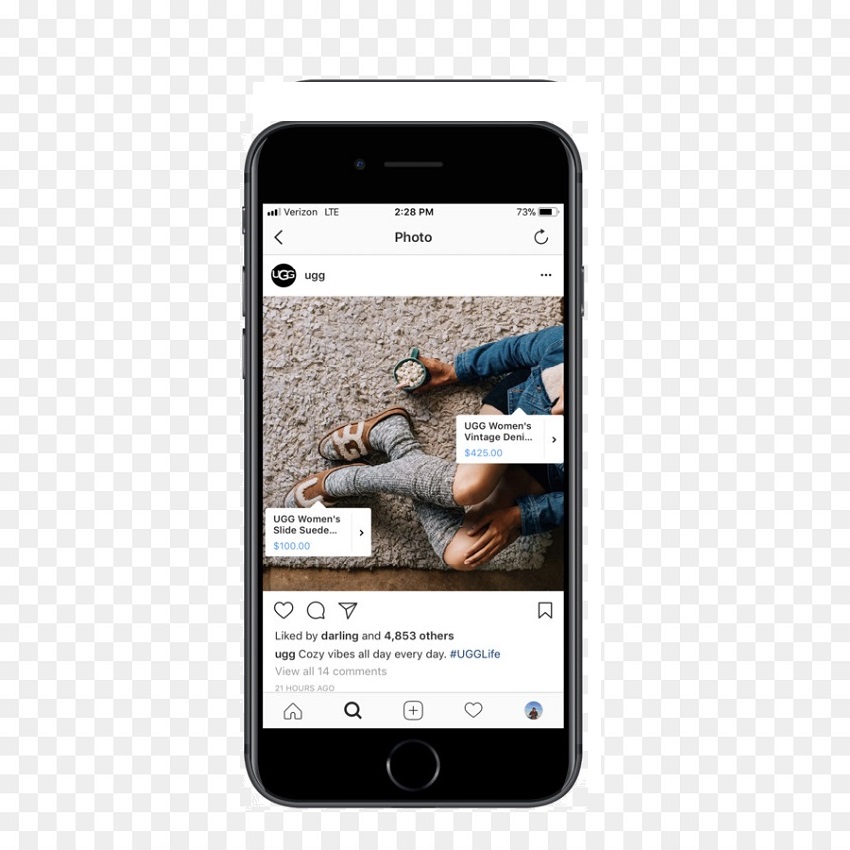 Verizon LTE 2:28 PM 73%
Photo
UGG ugg
UGG Women's
Vintage Deni...
$425.00
UGG Women's
Slide Suede...
$100.00
Liked by darling and 4,853 others
ugg Cozy vibes all day every day. #UGGLife
View all 14 comments
21 HOURS AGO